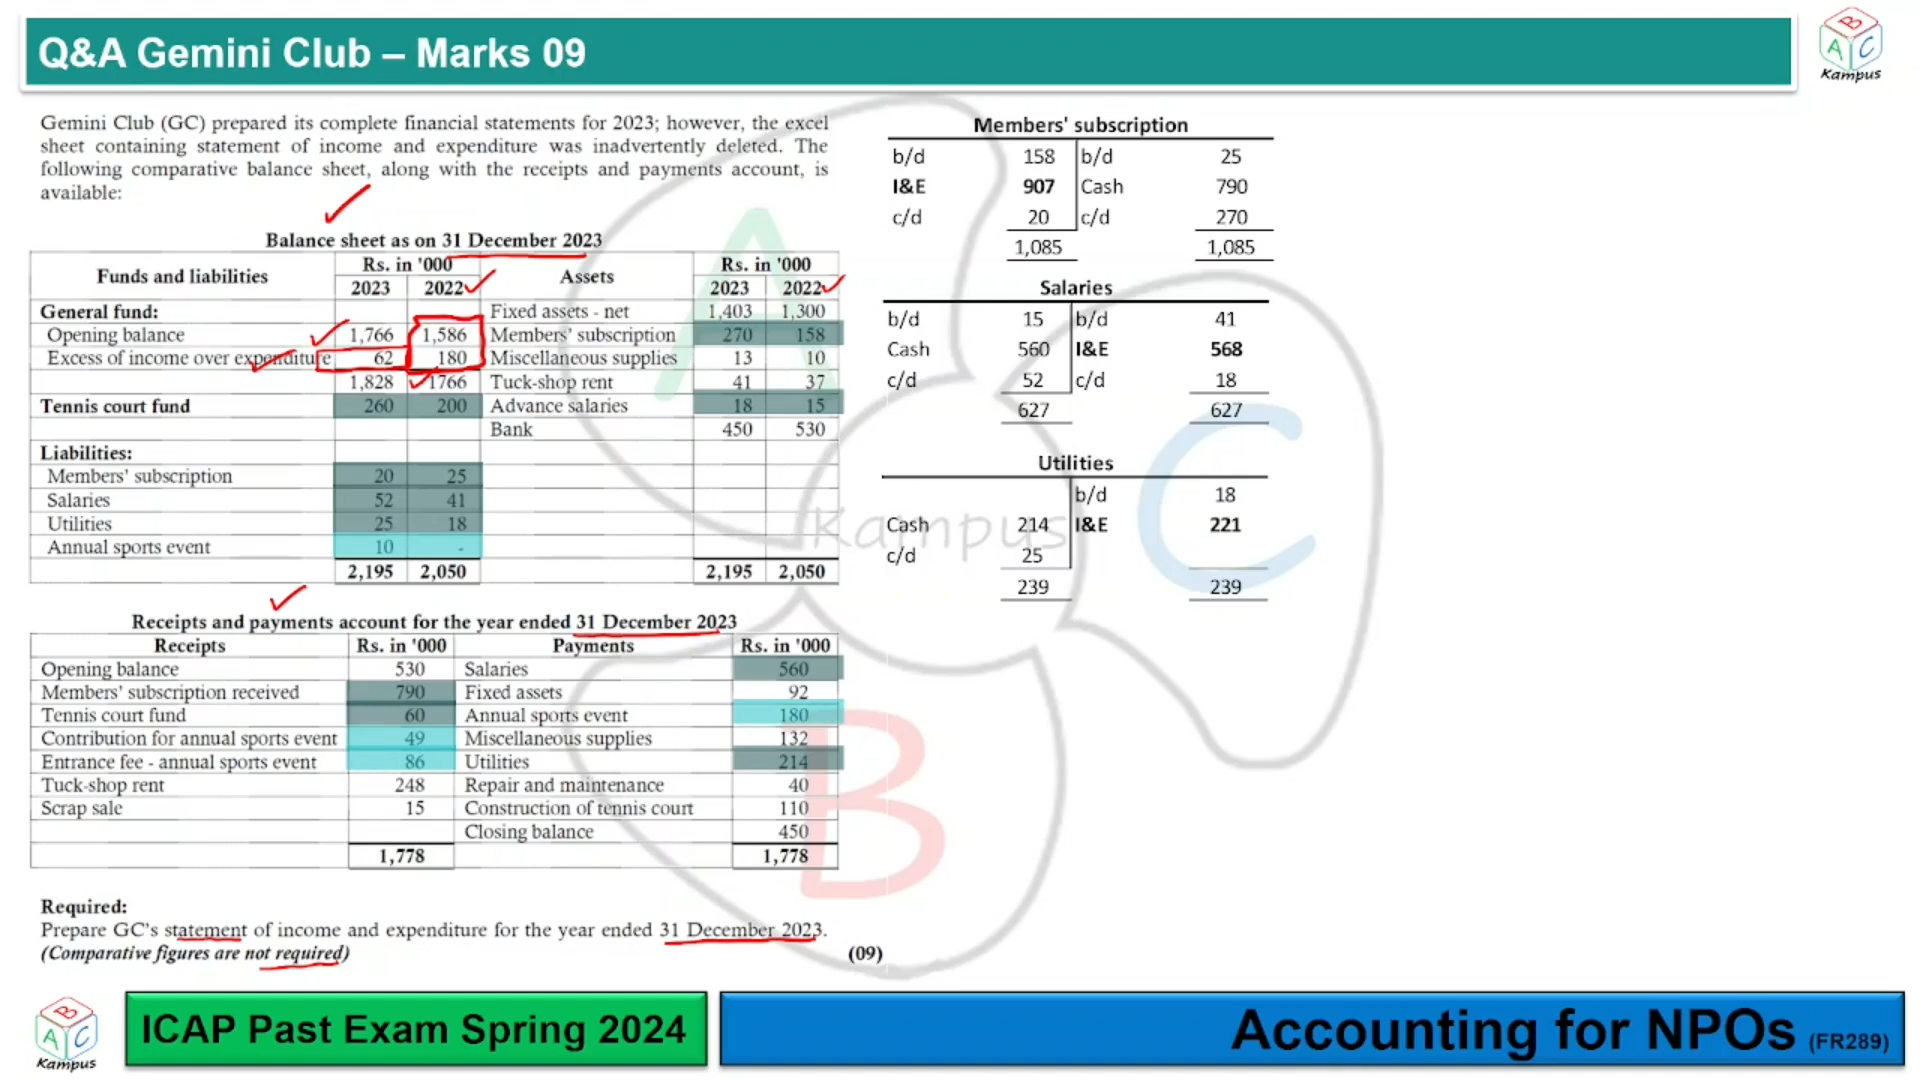 Q&A Gemini Club – Marks 09
B
A C
Kampus
Gemini Club (GC) prepared its complete financial statements for 2023; however, the excel
sheet containing statement of income and expenditure was inadvertently deleted. The
following comparative balance sheet, along with the receipts and payments account, is
available:
Balance sheet as on 31 December 2023
Funds and liabilities Rs. in '000 Assets Rs. in '000
2023 2022 2023 2022
General fund: Fixed assets - net 1,403 1,300
Opening balance 1,766 1,586 Members' subscription 270 158
Excess of income over expenditure 62 180 Miscellaneous supplies 13 10
1,828 1766 Tuck-shop rent 41 37
Tennis court fund 260 200 Advance salaries 18 15
Bank 450 530
Liabilities:
Members' subscription 20 25
Salaries 52 41
Utilities 25 18
Annual sports event 10 -
2,195 2,050 2,195 2,050
Receipts and payments account for the year ended 31 December 2023
Receipts Rs. in '000 Payments Rs. in '000
Opening balance 530 Salaries 560
Members' subscription received 790 Fixed assets 92
Tennis court fund 60 Annual sports event 180
Contribution for annual sports event 49 Miscellaneous supplies 132
Entrance fee - annual sports event 86 Utilities 214
Tuck-shop rent 248 Repair and maintenance 40
Scrap sale 15 Construction of tennis court 110
Closing balance 450
1,778 1,778
Required:
Prepare GC's statement of income and expenditure for the year ended 31 December 2023.
(Comparative figures are not required) (09)
Members' subscription
b/d 158 b/d 25
I&E 907 Cash 790
c/d 20 c/d 270
1,085 1,085
Salaries
b/d 15 b/d 41
Cash 560 I&E 568
c/d 52 c/d 18
627 627
Utilities
b/d 18
Cash 214 I&E 221
c/d 25
239 239
A
Kampus
C
B
B
A C
Kampus
ICAP Past Exam Spring 2024
Accounting for NPOs (FR289)